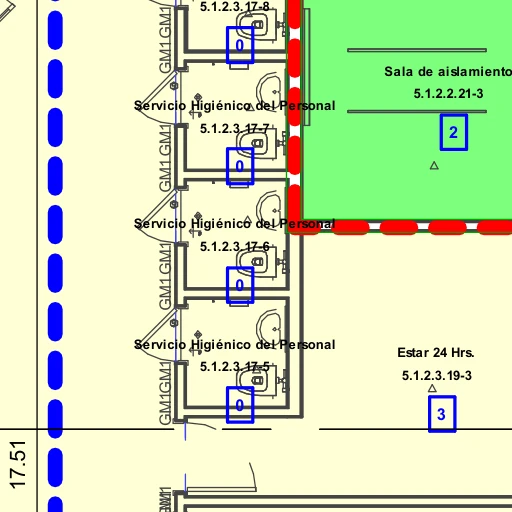 5.1.2.3.17-8
0
GM1
GM1
Sala de aislamiento
5.1.2.2.21-3
2
Servicio Higiénico del Personal
5.1.2.3.17-7
0
GM1
GM1
Servicio Higiénico del Personal
5.1.2.3.17-6
0
GM1
GM1
Servicio Higiénico del Personal
5.1.2.3.17-5
0
GM1
GM1
Estar 24 Hrs.
5.1.2.3.19-3
3
17.51